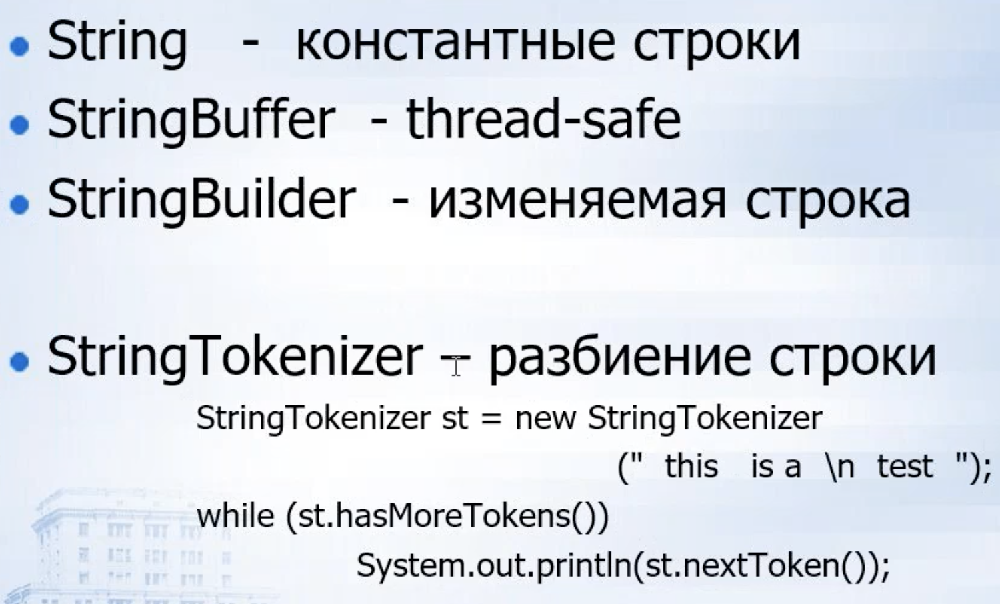 String - константные строки
StringBuffer - thread-safe
StringBuilder - изменяемая строка
StringTokenizer – разбиение строки
StringTokenizer st = new StringTokenizer
("  this   is a  \n  test  ");
while (st.hasMoreTokens())
System.out.println(st.nextToken());